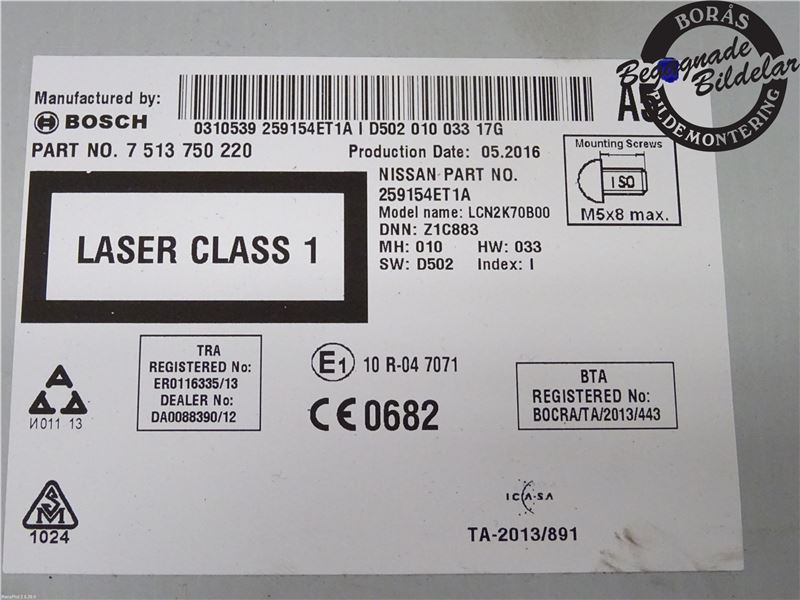 BORÅS
Begagnade Bildelar
BILDEMONTERING
Manufactured by:
BOSCH
0310539 259154ET1A I D502 010 033 17G
PART NO. 7 513 750 220
Production Date: 05.2016
NISSAN PART NO.
259154ET1A
Model name: LCN2K70B00
DNN: Z1C883
MH: 010 HW: 033
SW: D502 Index: I
Mounting Screws
ISO
M5x8 max.
LASER CLASS 1
TRA
REGISTERED No:
ER0116335/13
DEALER No:
DA0088390/12
E1 10 R-04 7071
CE0682
BTA
REGISTERED No:
BOCRA/TA/2013/443
И011 13
SM
1024
ICASA
TA-2013/891